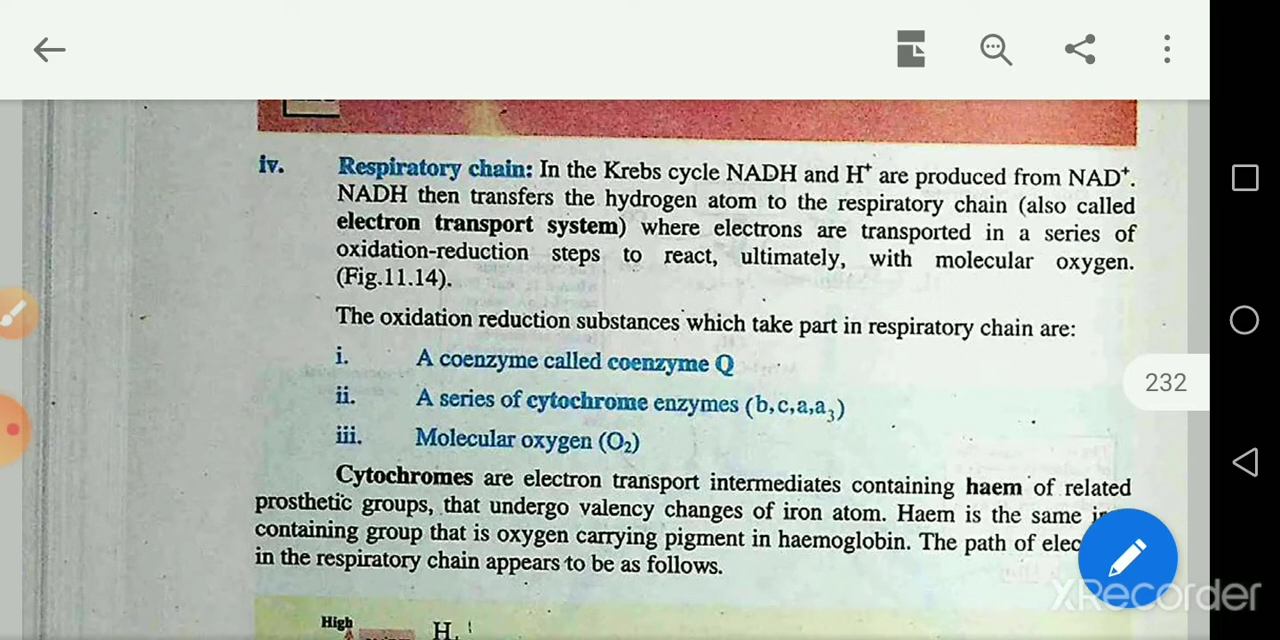 iv. Respiratory chain: In the Krebs cycle NADH and H⁺ are produced from NAD⁺.
NADH then transfers the hydrogen atom to the respiratory chain (also called
electron transport system) where electrons are transported in a series of
oxidation-reduction steps to react, ultimately, with molecular oxygen.
(Fig.11.14).
The oxidation reduction substances which take part in respiratory chain are:
i. A coenzyme called coenzyme Q
232
ii. A series of cytochrome enzymes (b,c,a,a₃)
iii. Molecular oxygen (O₂)
Cytochromes are electron transport intermediates containing haem of related
prosthetic groups, that undergo valency changes of iron atom. Haem is the same
containing group that is oxygen carrying pigment in haemoglobin. The path of
in the respiratory chain appears to be as follows.
XRecorder
High H